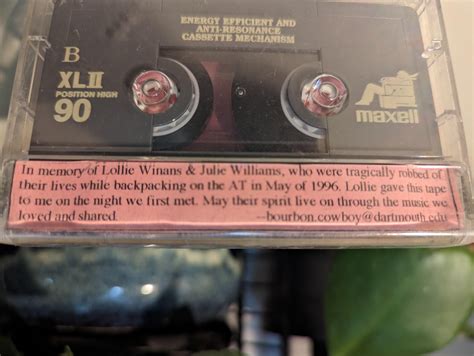 ENERGY EFFICIENT AND
ANTI-RESONANCE
CASSETTE MECHANISM
B
XLII
POSITION HIGH
90
maxell
In memory of Lollie Winans & Julie Williams, who were tragically robbed of
their lives while backpacking on the AT in May of 1996. Lollie gave this tape
to me on the night we first met. May their spirit live on through the music we
loved and shared. --bourbon.cowboy@dartmouth.edu